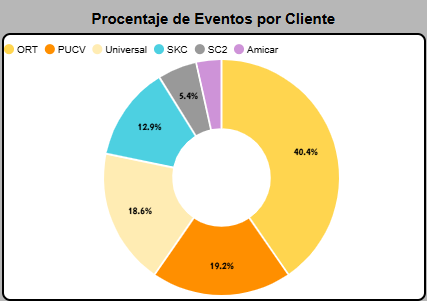 Procentaje de Eventos por Cliente
ORT PUCV Universal SKC SC2 Amicar
5.4%
12.9%
40.4%
18.6%
19.2%